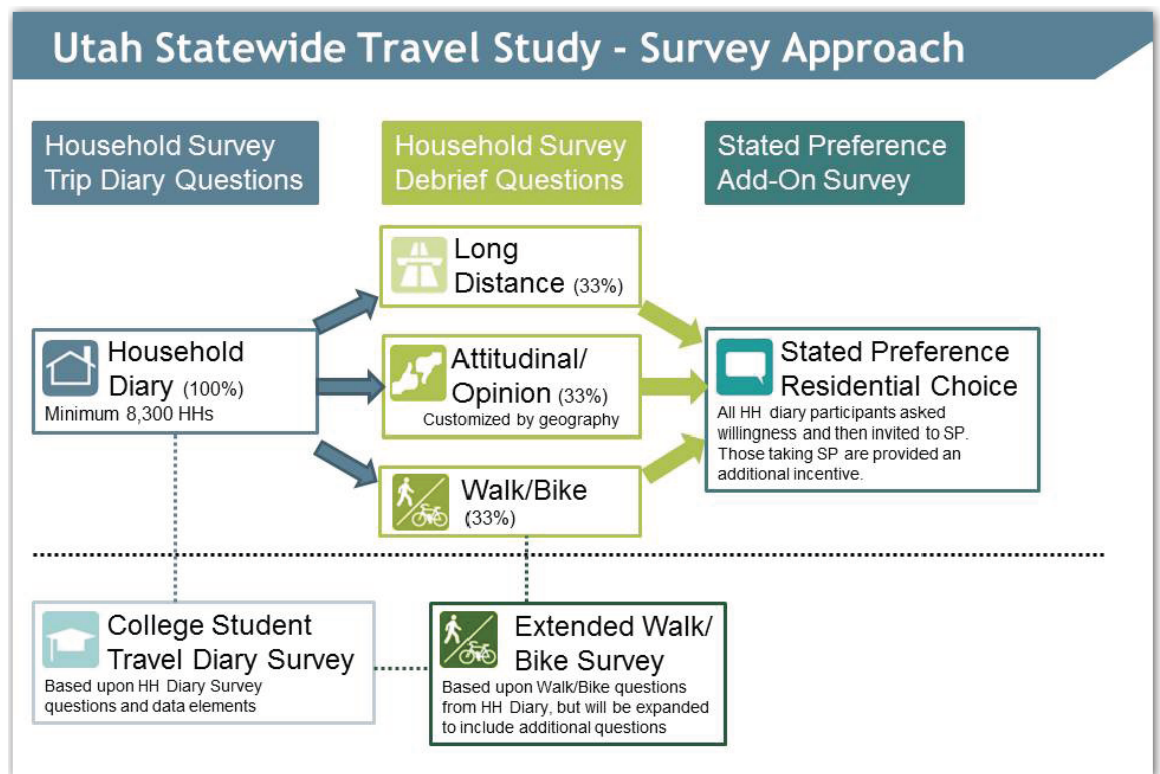 Utah Statewide Travel Study - Survey Approach
Household Survey
Trip Diary Questions
Household Survey
Debrief Questions
Stated Preference
Add-On Survey
Long
Distance (33%)
Household
Diary (100%)
Minimum 8,300 HHs
Attitudinal/
Opinion (33%)
Customized by geography
Walk/Bike
(33%)
Stated Preference
Residential Choice
All HH diary participants asked
willingness and then invited to SP.
Those taking SP are provided an
additional incentive.
College Student
Travel Diary Survey
Based upon HH Diary Survey
questions and data elements
Extended Walk/
Bike Survey
Based upon Walk/Bike questions
from HH Diary, but will be expanded
to include additional questions